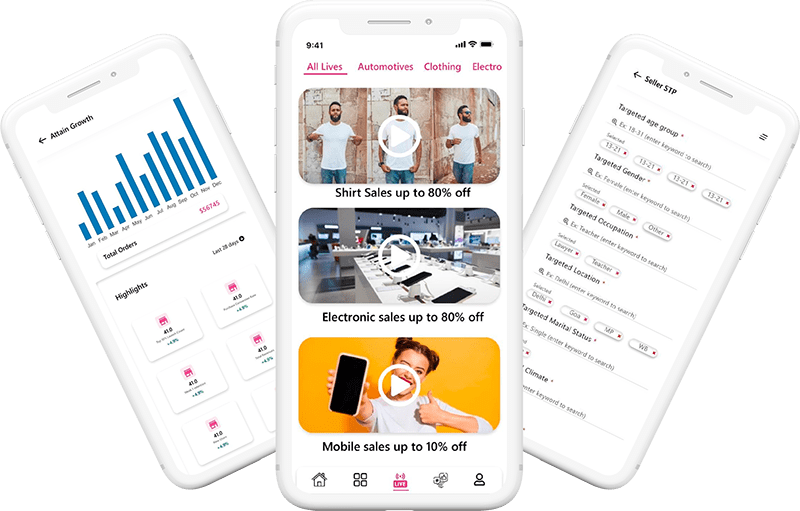 Attain Growth
Jan Feb Mar Apr May Jun Jul Aug Sep Oct Nov Dec
Total Orders
$56745
Last 28 days
Highlights
41.0
+4.9%
41.0
+4.9%
41.0
+4.9%
41.0
+4.9%
41.0
+4.9%
9:41
All Lives Automotives Clothing Electro
Shirt Sales up to 80% off
Electronic sales up to 80% off
Mobile sales up to 10% off
LIVE
Seller STP
Targeted age group *
Ex: 18-31 (enter keyword to search)
Selected
13-21 13-21 13-21 13-21
Targeted Gender *
Ex: Female (enter keyword to search)
Selected
Female Male Other
Targeted Occupation *
Ex: Teacher (enter keyword to search)
Selected
Lawyer Teacher
Targeted Location *
Ex: Delhi (enter keyword to search)
Selected
Delhi Goa MP WB
Targeted Marital Status *
Ex: Single (enter keyword to search)
Climate *
(enter keyword to search)